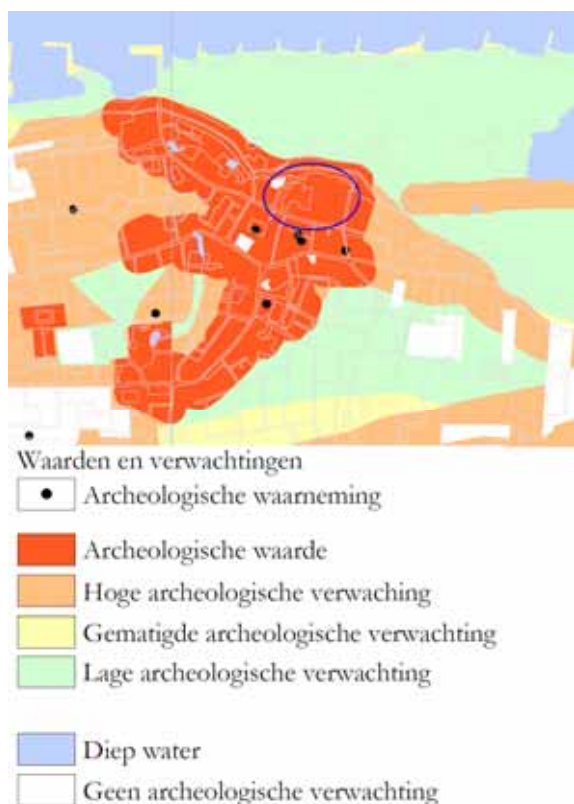 Waarden en verwachtingen
Archeologische waarneming
Archeologische waarde
Hoge archeologische verwaching
Gematigde archeologische verwachting
Lage archeologische verwachting
Diep water
Geen archeologische verwachting